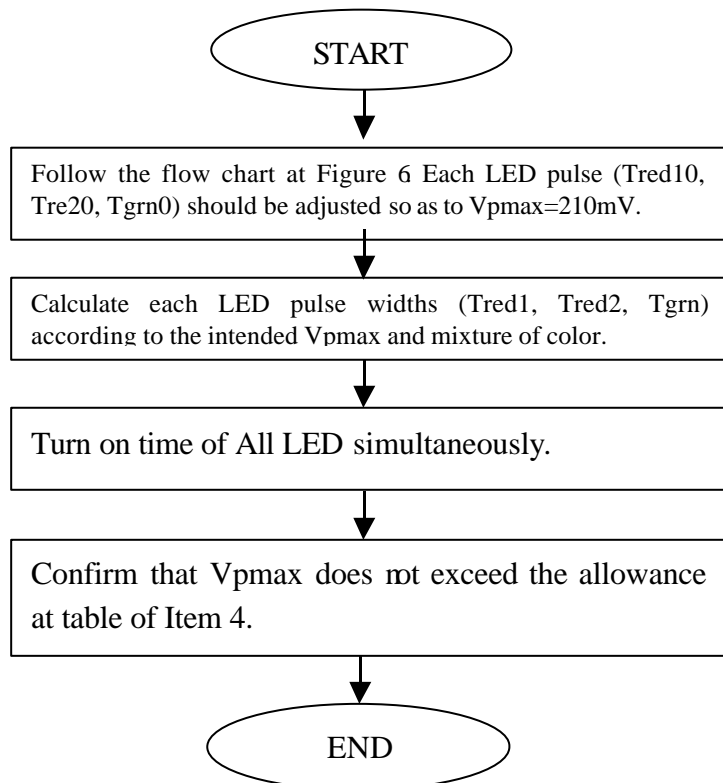 START
Follow the flow chart at Figure 6 Each LED pulse (Tred10,
Tre20, Tgrn0) should be adjusted so as to Vpmax=210mV.
Calculate each LED pulse widths (Tred1, Tred2, Tgrn)
according to the intended Vpmax and mixture of color.
Turn on time of All LED simultaneously.
Confirm that Vpmax does not exceed the allowance
at table of Item 4.
END